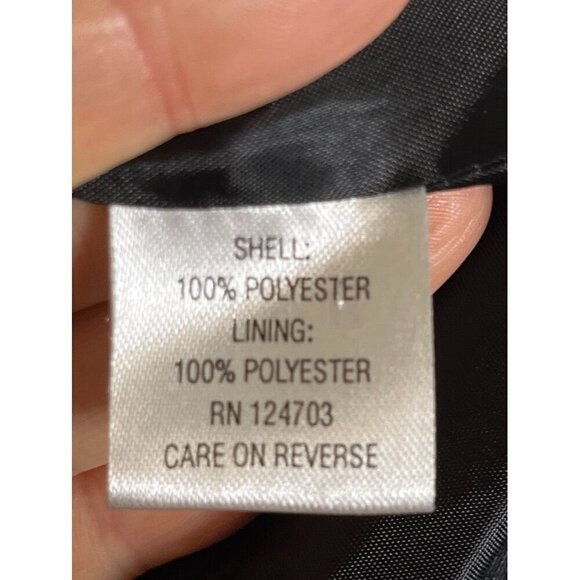 SHELL:
100% POLYESTER
LINING:
100% POLYESTER
RN 124703
CARE ON REVERSE